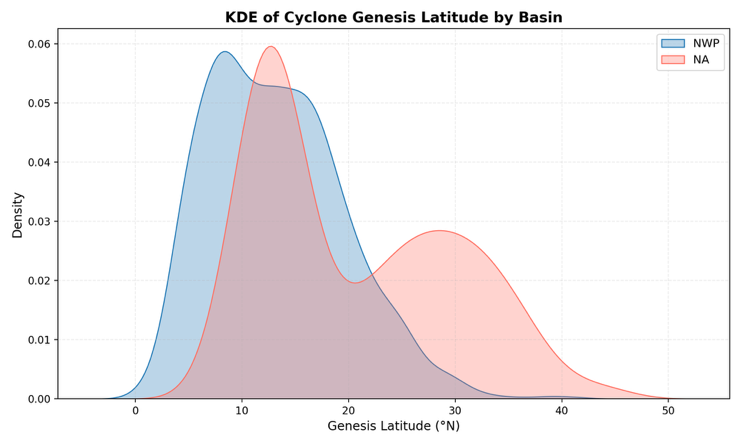 KDE of Cyclone Genesis Latitude by Basin
NWP
NA
0.06
0.05
0.04
0.03
0.02
0.01
0.00
Density
0
10
20
30
40
50
Genesis Latitude (°N)